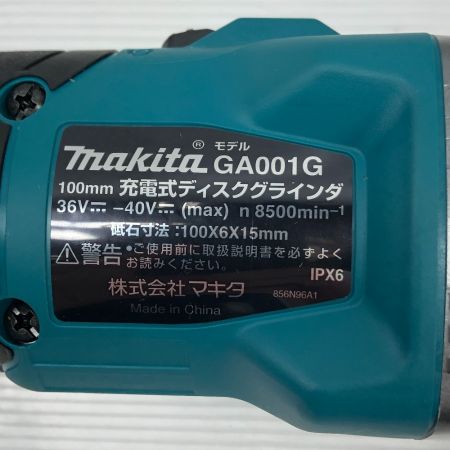 makita® モデル GA001G
100mm 充電式ディスクグラインダ
36V⎓ -40V⎓ (max) n 8500min⁻¹
砥石寸法:100X6X15mm
⚠警告 •ご使用前に取扱説明書を必ずよく
お読みください。
IPX6
株式会社 マキタ 856N96A1
Made in China